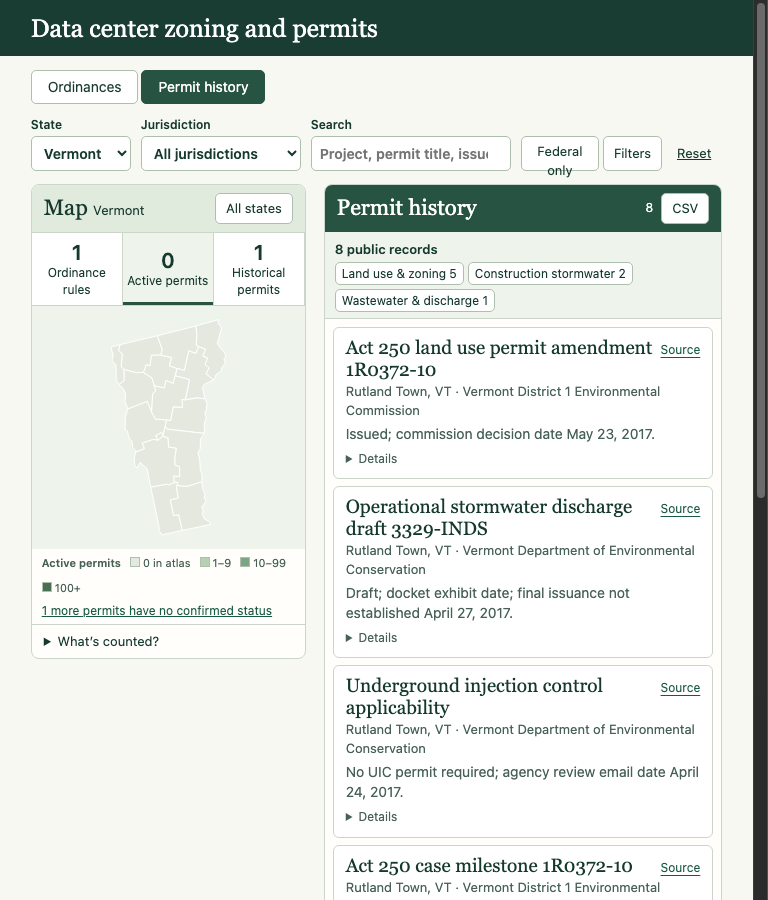 Data center zoning and permits
Ordinances
Permit history
State
Jurisdiction
Search
Vermont
All jurisdictions
Project, permit title, issue
Federal
only
Filters
Reset
Map Vermont
All states
1
Ordinance
rules
0
Active permits
1
Historical
permits
Active permits 0 in atlas 1–9 10–99
100+
1 more permits have no confirmed status
What's counted?
Permit history
8
CSV
8 public records
Land use & zoning 5
Construction stormwater 2
Wastewater & discharge 1
Act 250 land use permit amendment
1R0372-10
Source
Rutland Town, VT · Vermont District 1 Environmental
Commission
Issued; commission decision date May 23, 2017.
Details
Operational stormwater discharge
draft 3329-INDS
Source
Rutland Town, VT · Vermont Department of Environmental
Conservation
Draft; docket exhibit date; final issuance not
established April 27, 2017.
Details
Underground injection control
applicability
Source
Rutland Town, VT · Vermont Department of Environmental
Conservation
No UIC permit required; agency review email date April
24, 2017.
Details
Act 250 case milestone 1R0372-10
Source
Rutland Town, VT · Vermont District 1 Environmental